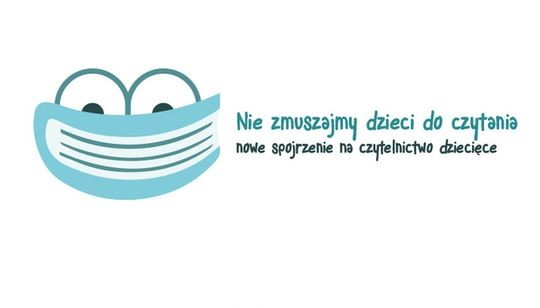 Nie zmuszajmy dzieci do czytania
nowe spojrzenie na czytelnictwo dziecięce